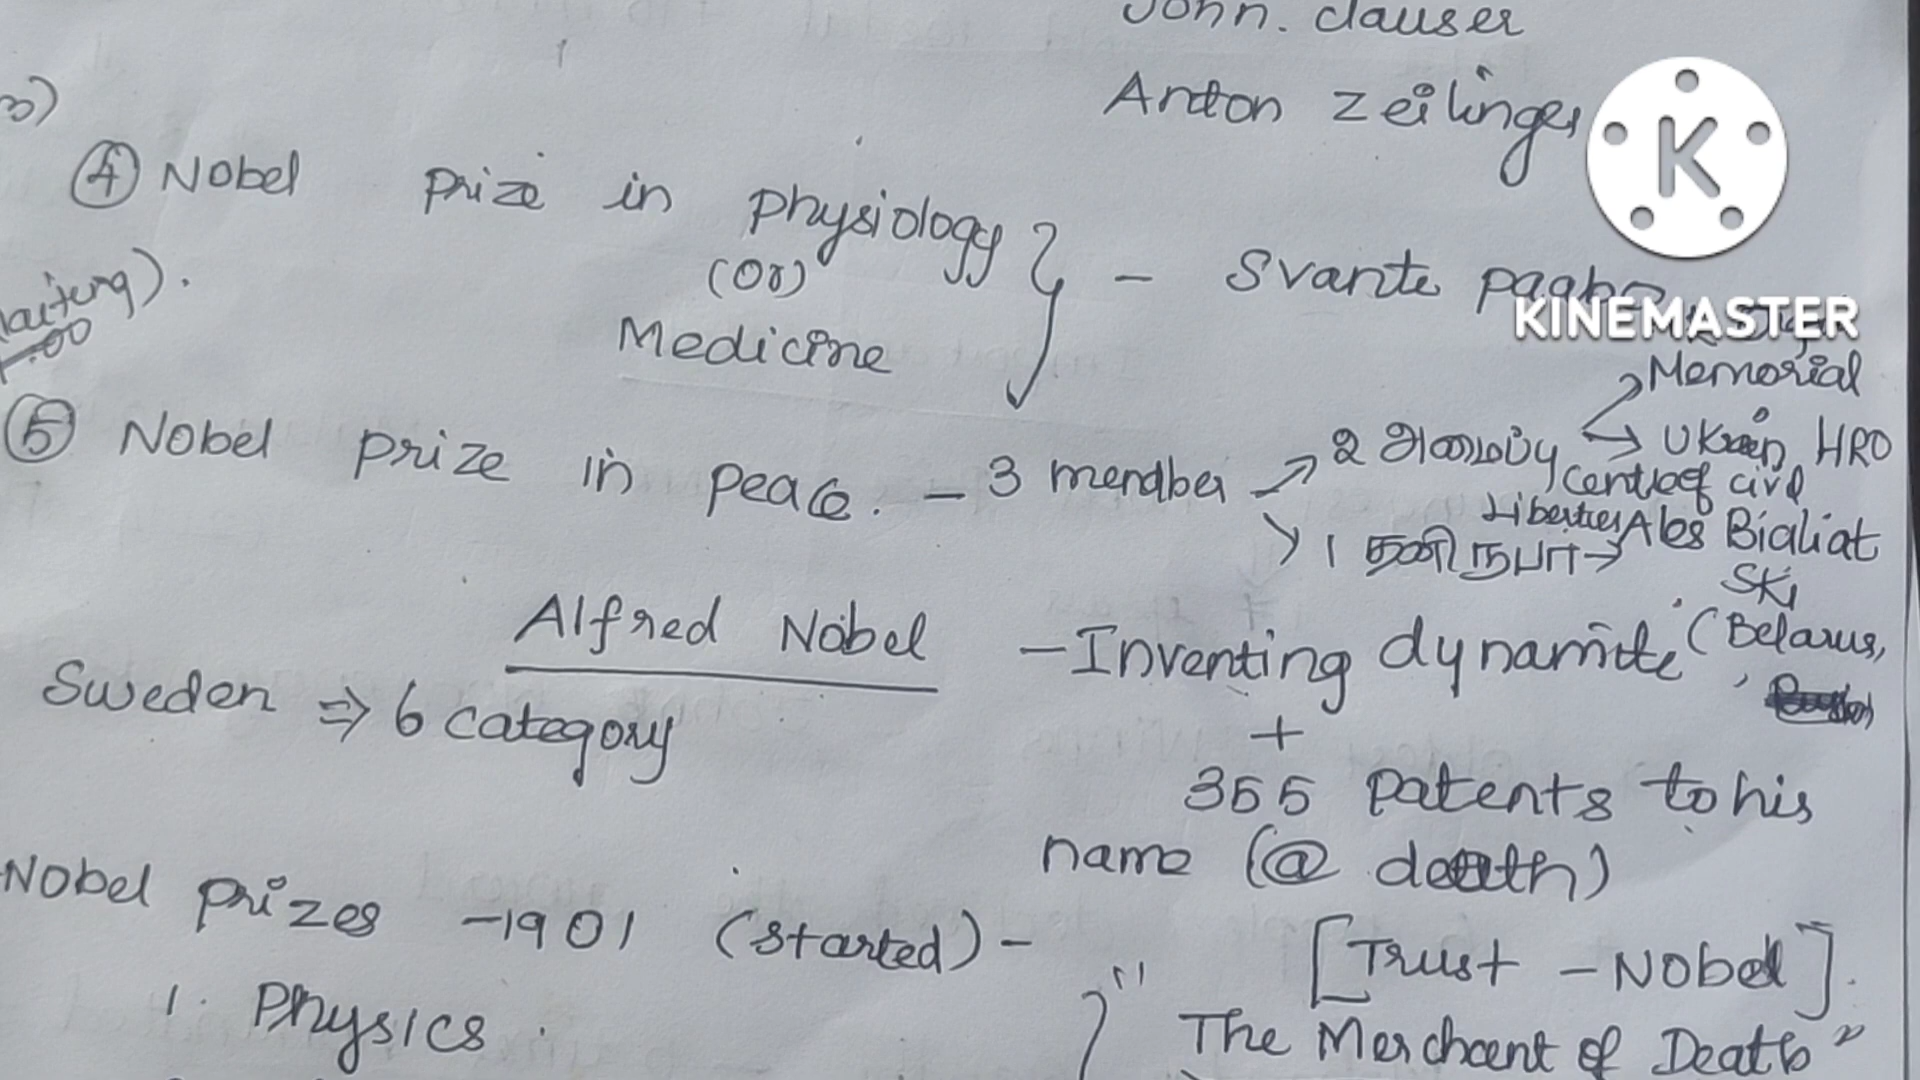 John. clauser
3)
Anton Zeilinger
④ Nobel prize in physiology
(Or)
Medicine
- Svante paabo
KINEMASTER
Memorial
⑤ Nobel prize in peace. - 3 member
2 அமைப்பு
UKrain HRO
Centre of civil
Liberties
1 தனி நபர் → Ales Bialiat
Ski
(Belarus,
Alfred Nobel - Inventing dynamite
Sweden ⇒ 6 category
+
355 patents to his
name (@ death)
Nobel prizes - 1901 (started) -
[Trust - Nobel].
1. Physics.
"The Merchant of Death"